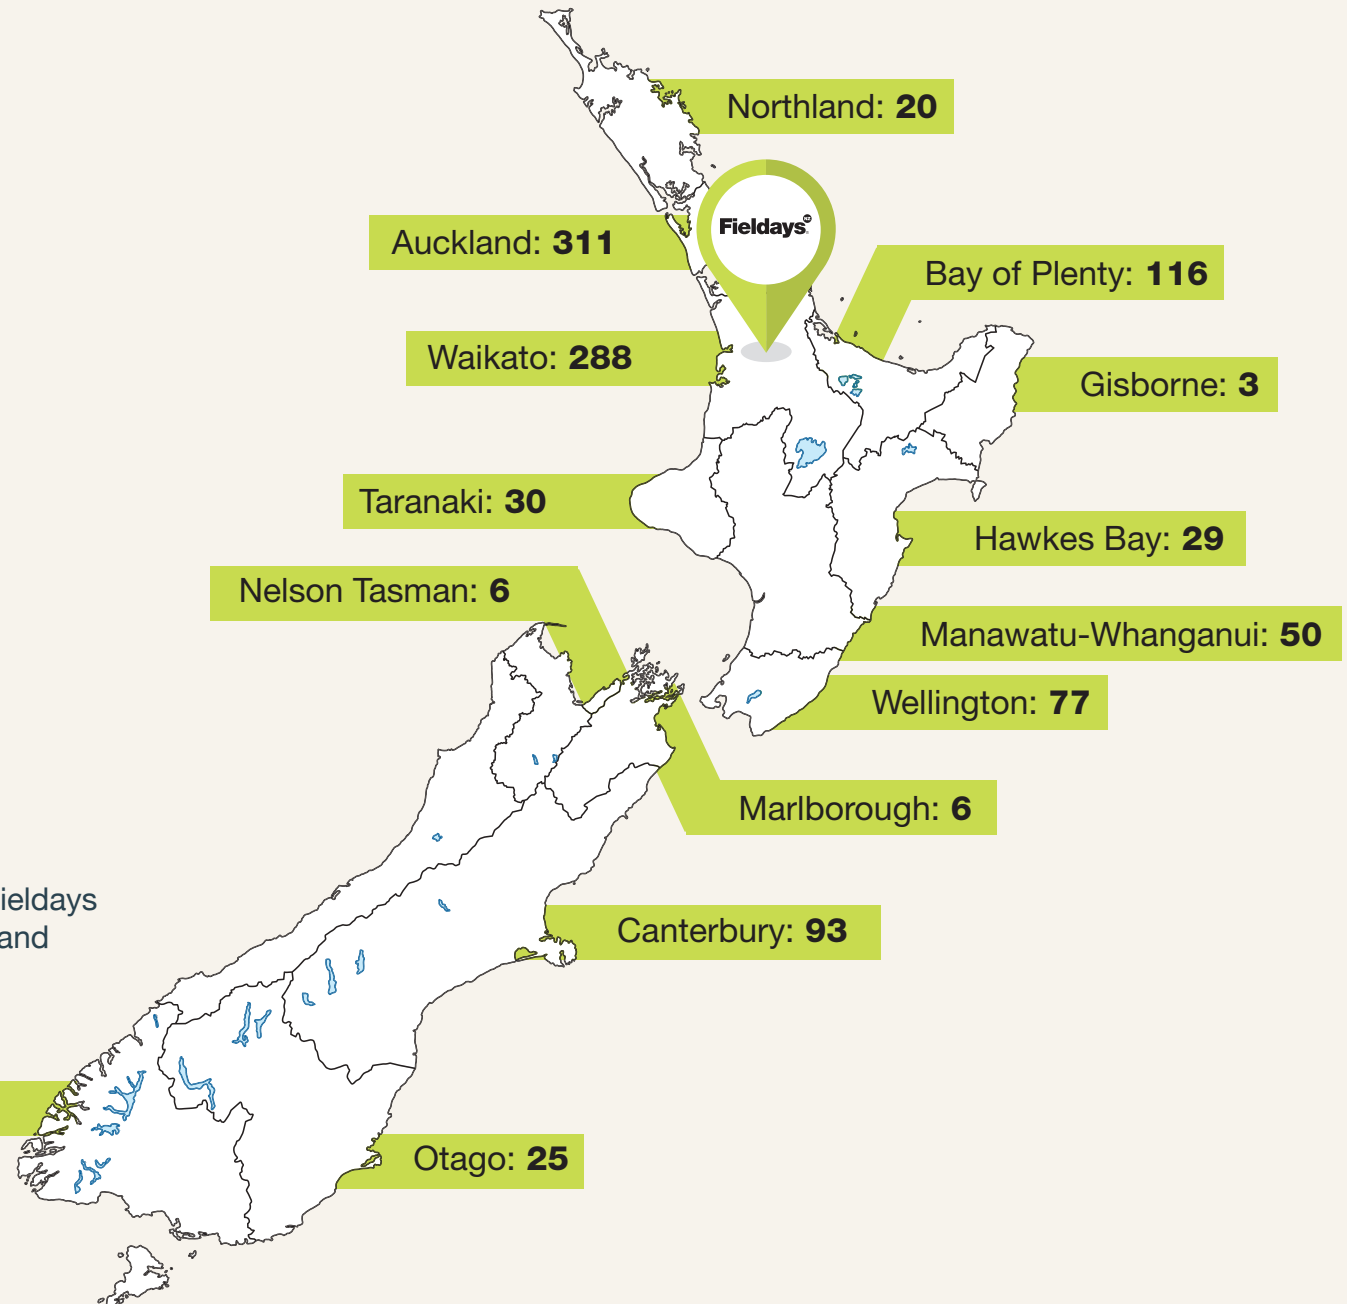 Northland: 20
Fieldays
Auckland: 311
Bay of Plenty: 116
Waikato: 288
Gisborne: 3
Taranaki: 30
Hawkes Bay: 29
Nelson Tasman: 6
Manawatu-Whanganui: 50
Wellington: 77
Marlborough: 6
ieldays
and
Canterbury: 93
Otago: 25